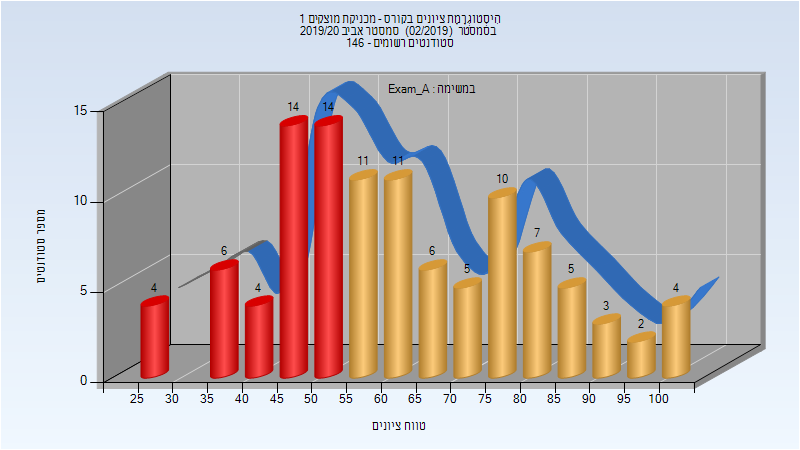 היסטוגרמת ציונים בקורס - מכניקת מוצקים 1
בסמסטר (02/2019) סמסטר אביב 2019/20
סטודנטים רשומים - 146
במשימה : Exam_A
מספר סטודנטים
15
10
5
0
4
6
4
14
14
11
11
6
5
10
7
5
3
2
4
25 30 35 40 45 50 55 60 65 70 75 80 85 90 95 100
טווח ציונים